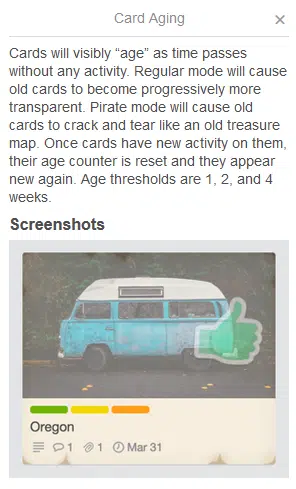 Card Aging
Cards will visibly “age” as time passes
without any activity. Regular mode will cause
old cards to become progressively more
transparent. Pirate mode will cause old
cards to crack and tear like an old treasure
map. Once cards have new activity on them,
their age counter is reset and they appear
new again. Age thresholds are 1, 2, and 4
weeks.
Screenshots
Oregon
1 1 Mar 31